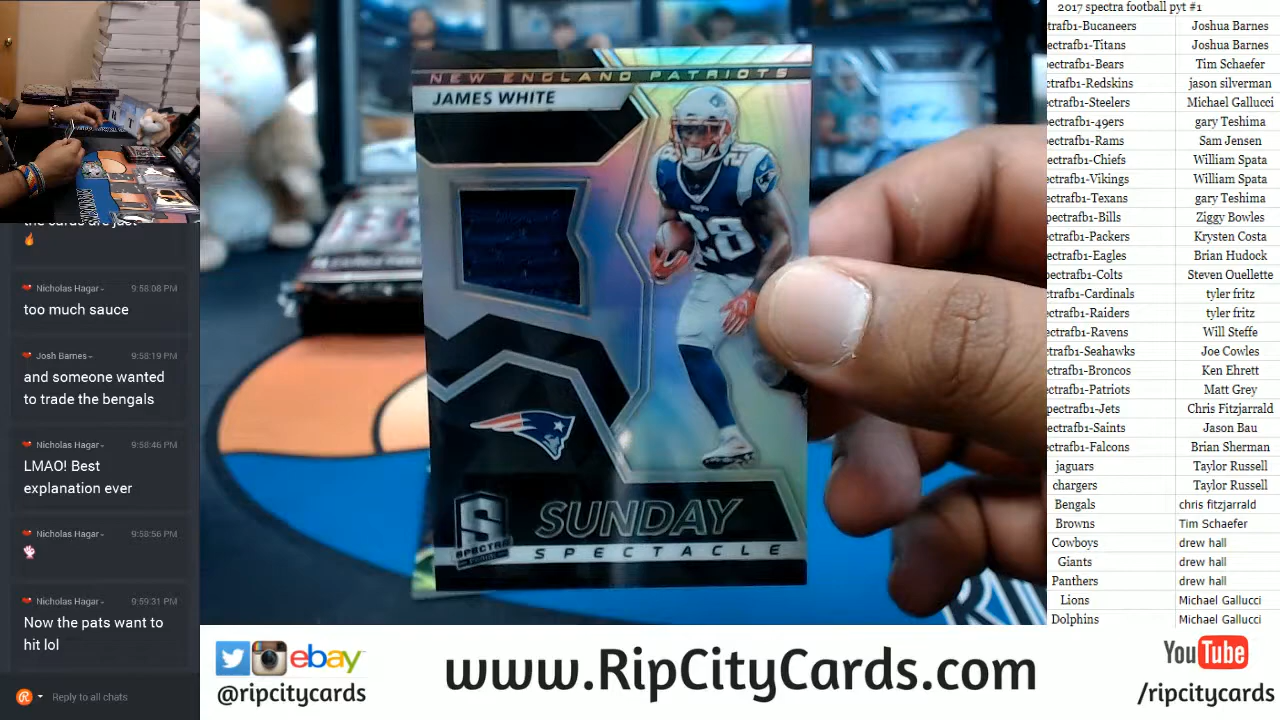 🔥
Nicholas Hagar 9:58:08 PM
too much sauce
Josh Barnes 9:58:19 PM
and someone wanted
to trade the bengals
Nicholas Hagar 9:58:46 PM
LMAO! Best
explanation ever
Nicholas Hagar 9:58:56 PM
Nicholas Hagar 9:59:31 PM
Now the pats want to
hit lol
Reply to all chats
NEW ENGLAND PATRIOTS
JAMES WHITE
28
S
SPECTRA
SUNDAY
SPECTACLE
ebay
@ripcitycards
www.RipCityCards.com
YouTube
/ripcitycards
2017 spectra football pyt #1
trafb1-Bucaneers Joshua Barnes
ectrafb1-Titans Joshua Barnes
ectrafb1-Bears Tim Schaefer
ectrafb1-Redskins jason silverman
ectrafb1-Steelers Michael Gallucci
ectrafb1-49ers gary Teshima
pectrafb1-Rams Sam Jensen
ectrafb1-Chiefs William Spata
ectrafb1-Vikings William Spata
ectrafb1-Texans gary Teshima
pectrafb1-Bills Ziggy Bowles
ectrafb1-Packers Krysten Costa
ectrafb1-Eagles Brian Hudock
pectrafb1-Colts Steven Ouellette
ctrafb1-Cardinals tyler fritz
ectrafb1-Raiders tyler fritz
ectrafb1-Ravens Will Steffe
ctrafb1-Seahawks Joe Cowles
ectrafb1-Broncos Ken Ehrett
ectrafb1-Patriots Matt Grey
pectrafb1-Jets Chris Fitzjarrald
ectrafb1-Saints Jason Bau
ectrafb1-Falcons Brian Sherman
jaguars Taylor Russell
chargers Taylor Russell
Bengals chris fitzjarrald
Browns Tim Schaefer
Cowboys drew hall
Giants drew hall
Panthers drew hall
Lions Michael Gallucci
Dolphins Michael Gallucci